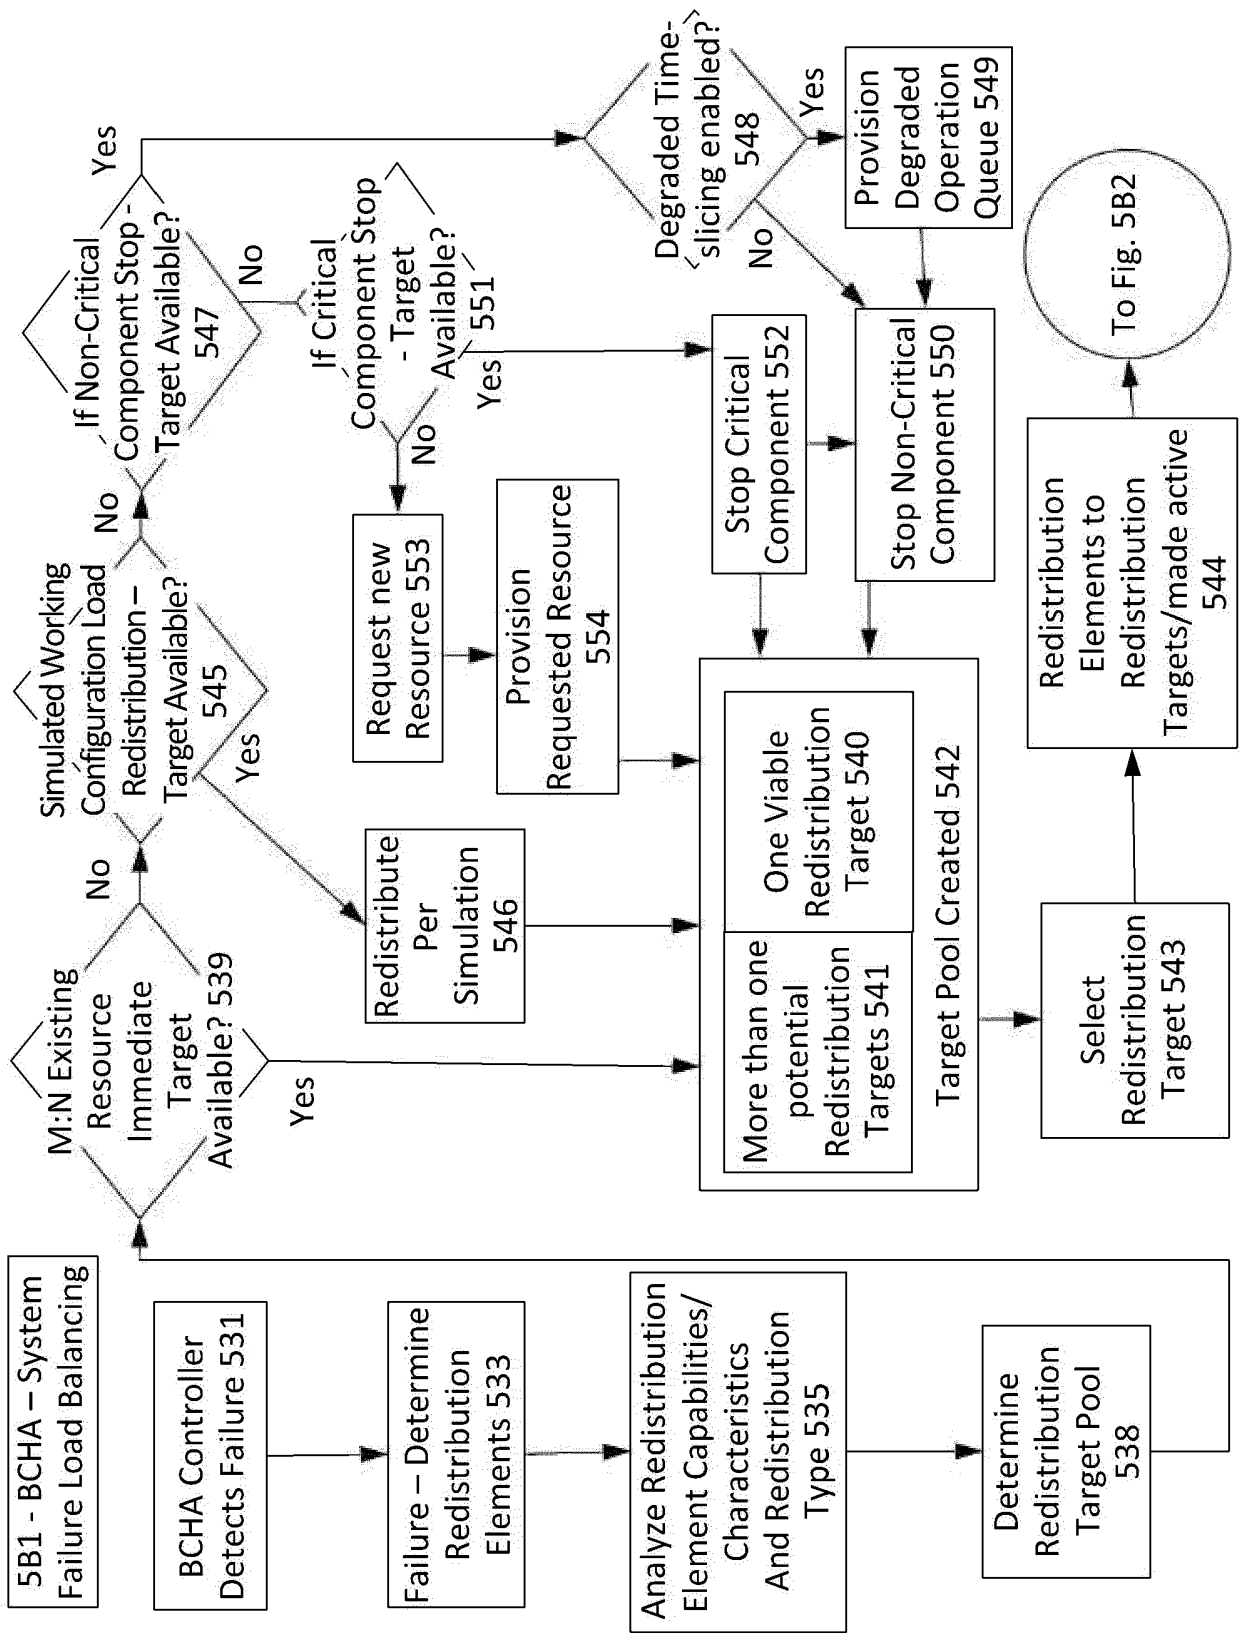 5B1 - BCHA – System
Failure Load Balancing
BCHA Controller
Detects Failure 531
Failure – Determine
Redistribution
Elements 533
Analyze Redistribution
Element Capabilities/
Characteristics
And Redistribution
Type 535
Determine
Redistribution
Target Pool
538
M:N Existing
Resource
Immediate
Target
Available? 539
No
Yes
Simulated Working
Configuration Load
Redistribution –
Target Available?
545
No
Yes
Redistribute
Per
Simulation
546
If Non-Critical
Component Stop -
Target Available?
547
Yes
No
If Critical
Component Stop
- Target
Available?
551
No
Yes
Request new
Resource 553
Provision
Requested Resource
554
Degraded Time-
slicing enabled?
548
Yes
No
Provision
Degraded
Operation
Queue 549
Stop Critical
Component 552
Stop Non-Critical
Component 550
More than one
potential
Redistribution
Targets 541
One Viable
Redistribution
Target 540
Target Pool Created 542
Select
Redistribution
Target 543
Redistribution
Elements to
Redistribution
Targets/made active
544
To Fig. 5B2